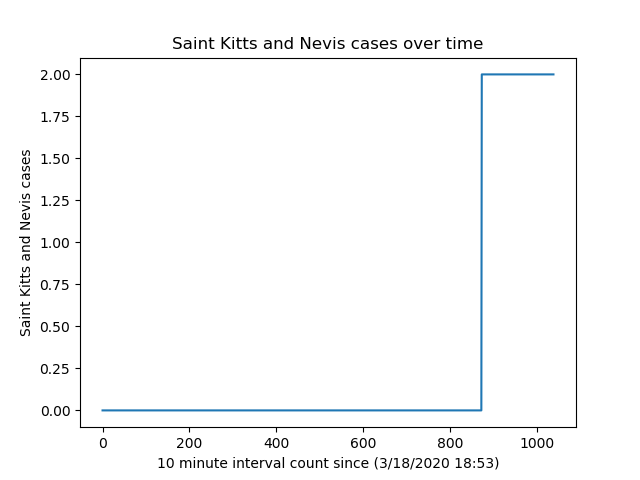 Saint Kitts and Nevis cases over time
Saint Kitts and Nevis cases
2.00
1.75
1.50
1.25
1.00
0.75
0.50
0.25
0.00
0 200 400 600 800 1000
10 minute interval count since (3/18/2020 18:53)